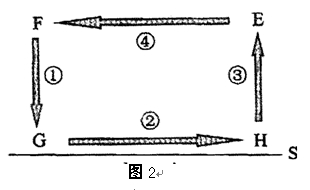 F E
④
① ③
②
G H S
图 2↵